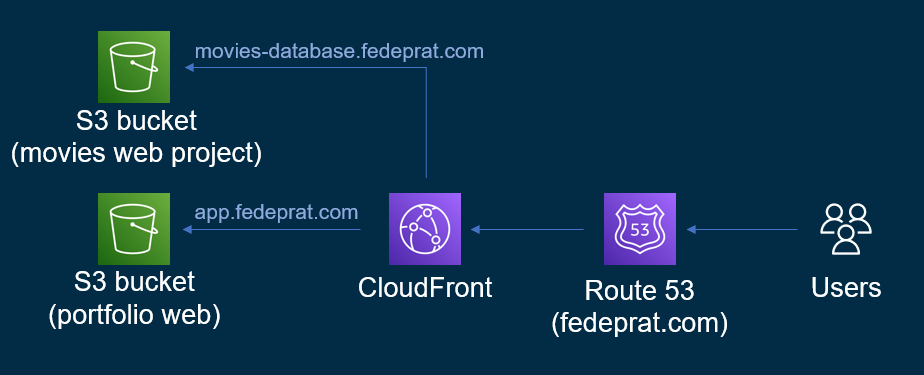 movies-database.fedeprat.com
S3 bucket
(movies web project)
app.fedeprat.com
53
S3 bucket
(portfolio web)
CloudFront
Route 53
(fedeprat.com)
Users